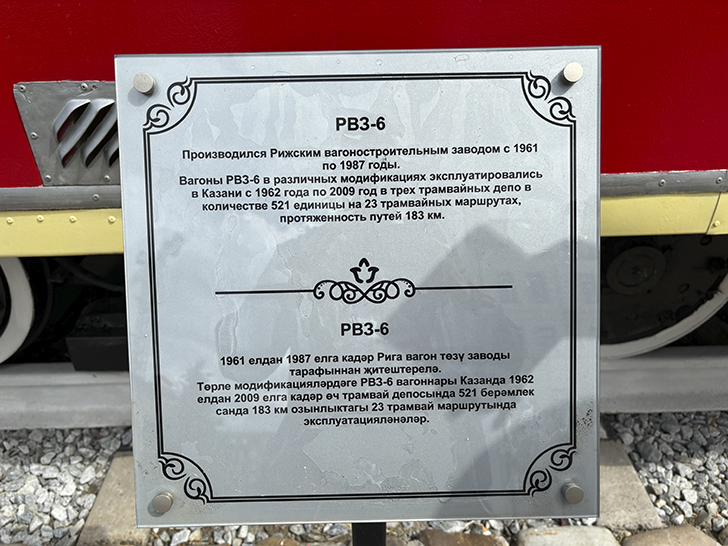 РВЗ-6
Производился Рижским вагоностроительным заводом с 1961
по 1987 годы.
Вагоны РВЗ-6 в различных модификациях эксплуатировались
в Казани с 1962 года по 2009 год в трех трамвайных депо в
количестве 521 единицы на 23 трамвайных маршрутах,
протяженность путей 183 км.
РВЗ-6
1961 елдан 1987 елга кадәр Рига вагон төзү заводы
тарафыннан җитештерелә.
Төрле модификацияләрдәге РВЗ-6 вагоннары Казанда 1962
елдан 2009 елга кадәр өч трамвай депосында 521 берәмлек
санда 183 км озынлыктагы 23 трамвай маршрутында
эксплуатацияләнәләр.